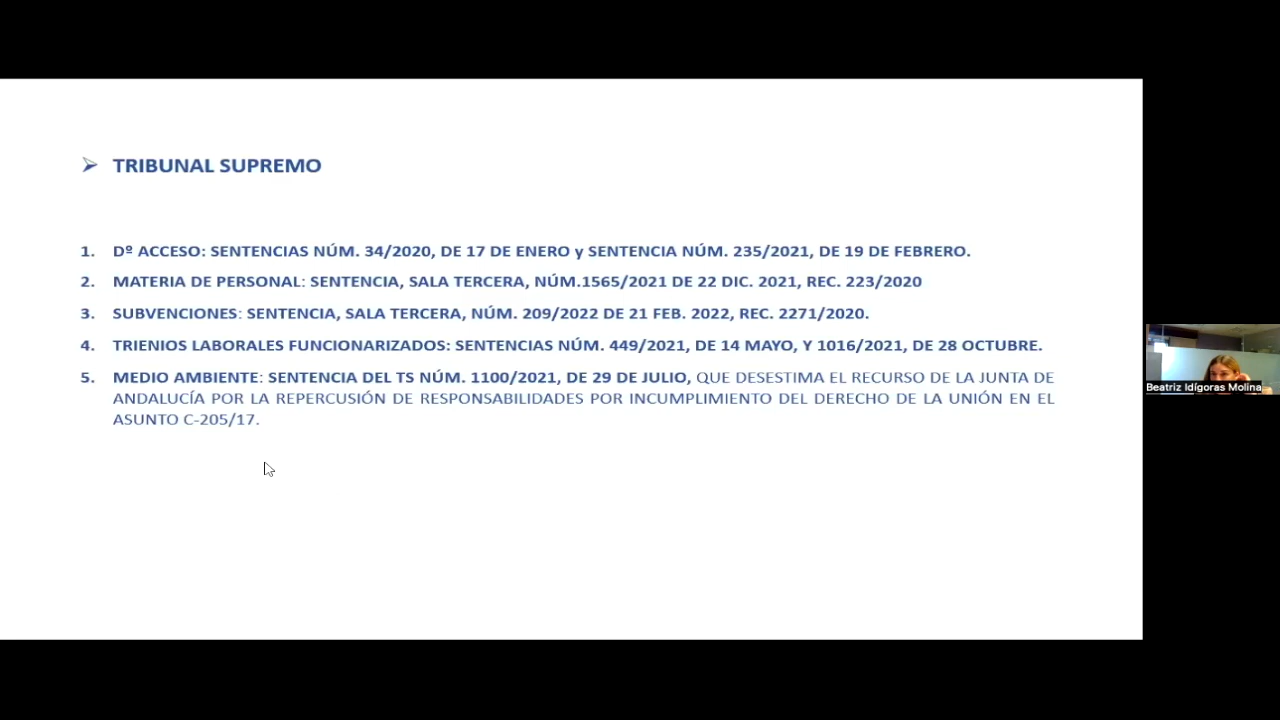 TRIBUNAL SUPREMO
1. Dº ACCESO: SENTENCIAS NÚM. 34/2020, DE 17 DE ENERO y SENTENCIA NÚM. 235/2021, DE 19 DE FEBRERO.
2. MATERIA DE PERSONAL: SENTENCIA, SALA TERCERA, NÚM.1565/2021 DE 22 DIC. 2021, REC. 223/2020
3. SUBVENCIONES: SENTENCIA, SALA TERCERA, NÚM. 209/2022 DE 21 FEB. 2022, REC. 2271/2020.
4. TRIENIOS LABORALES FUNCIONARIZADOS: SENTENCIAS NÚM. 449/2021, DE 14 MAYO, Y 1016/2021, DE 28 OCTUBRE.
5. MEDIO AMBIENTE: SENTENCIA DEL TS NÚM. 1100/2021, DE 29 DE JULIO, QUE DESESTIMA EL RECURSO DE LA JUNTA DE
ANDALUCÍA POR LA REPERCUSIÓN DE RESPONSABILIDADES POR INCUMPLIMIENTO DEL DERECHO DE LA UNIÓN EN EL
ASUNTO C-205/17.
Beatriz Idígoras Molina